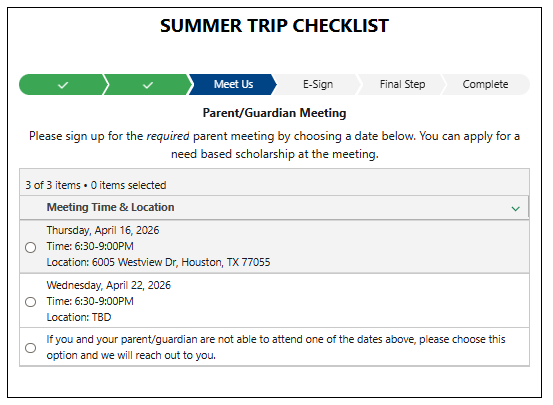 SUMMER TRIP CHECKLIST
Meet Us
E-Sign
Final Step
Complete
Parent/Guardian Meeting
Please sign up for the required parent meeting by choosing a date below. You can apply for a
need based scholarship at the meeting.
3 of 3 items • 0 items selected
Meeting Time & Location
Thursday, April 16, 2026
Time: 6:30-9:00PM
Location: 6005 Westview Dr, Houston, TX 77055
Wednesday, April 22, 2026
Time: 6:30-9:00PM
Location: TBD
If you and your parent/guardian are not able to attend one of the dates above, please choose this
option and we will reach out to you.